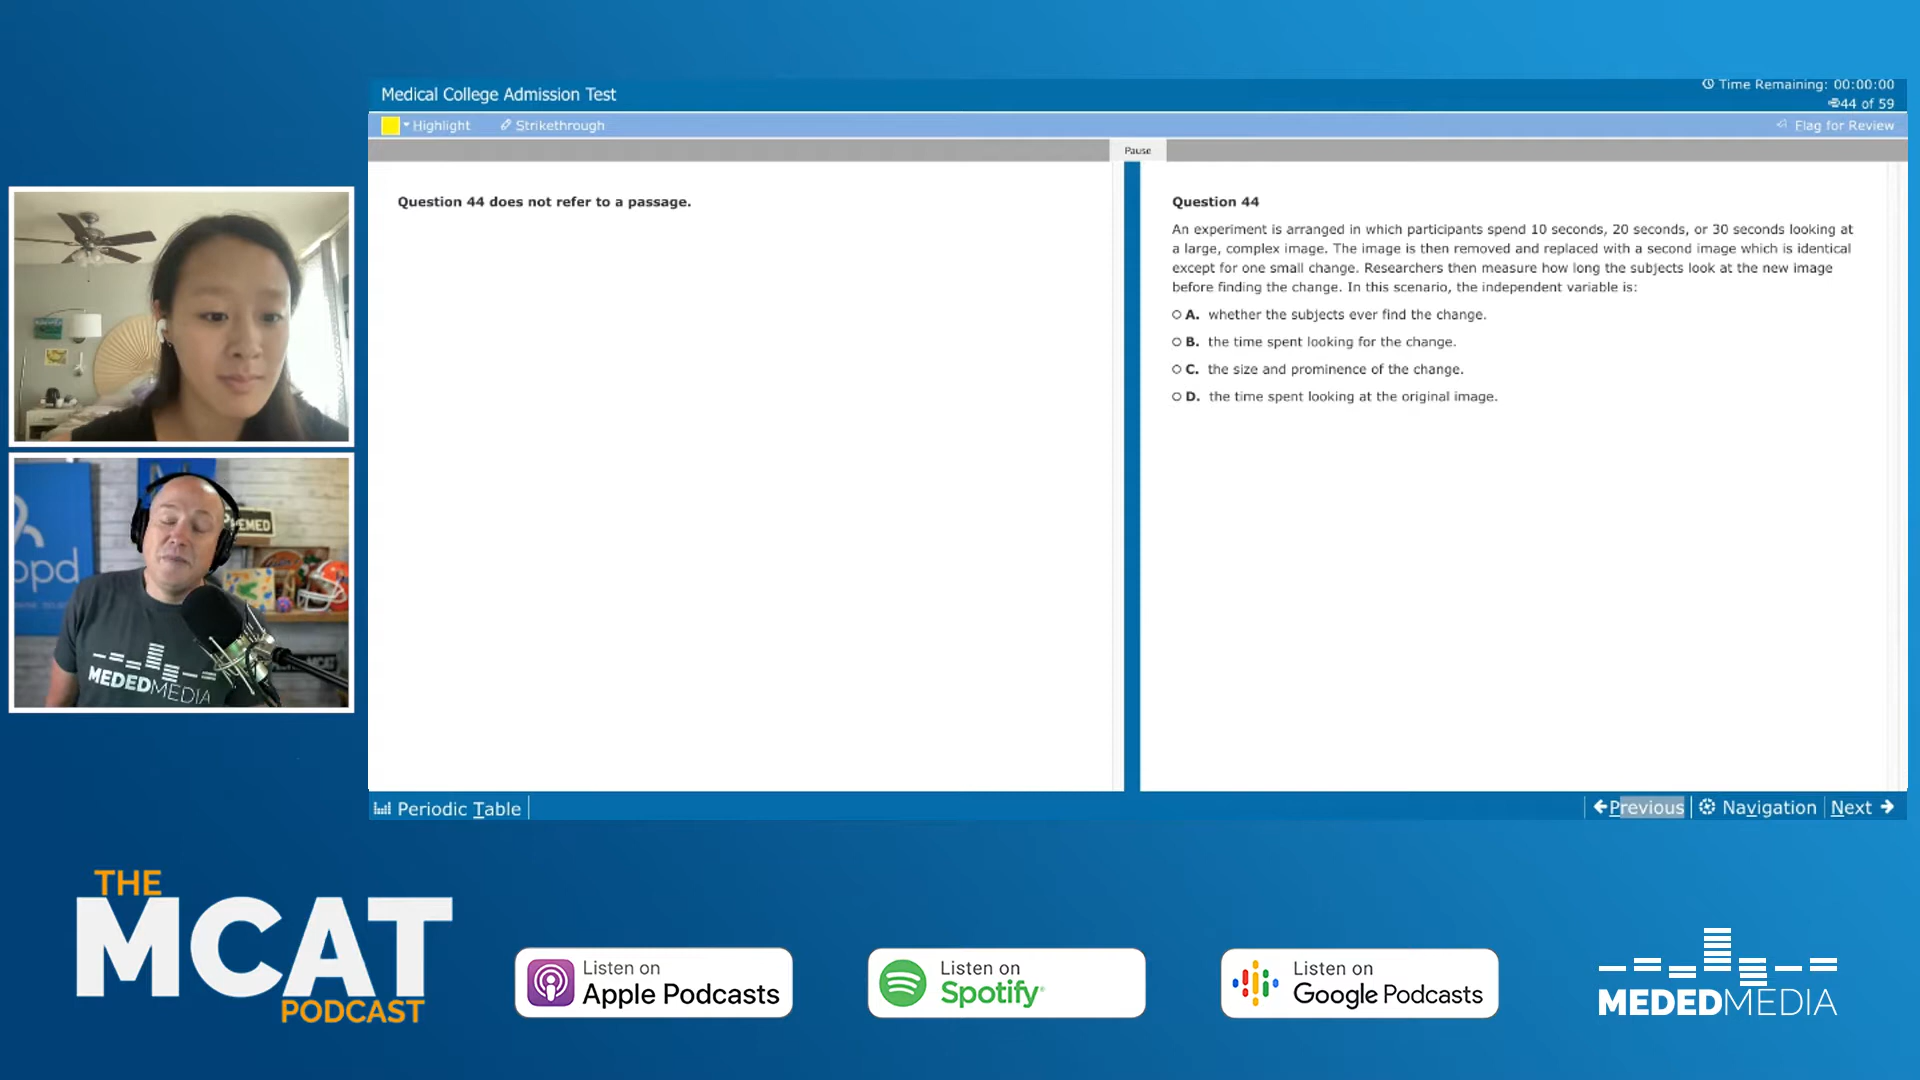 Medical College Admission Test
Time Remaining: 00:00:00
44 of 59
Highlight
Strikethrough
Flag for Review
Pause
Question 44 does not refer to a passage.
Question 44
An experiment is arranged in which participants spend 10 seconds, 20 seconds, or 30 seconds looking at
a large, complex image. The image is then removed and replaced with a second image which is identical
except for one small change. Researchers then measure how long the subjects look at the new image
before finding the change. In this scenario, the independent variable is:
A. whether the subjects ever find the change.
B. the time spent looking for the change.
C. the size and prominence of the change.
D. the time spent looking at the original image.
opd
EMED
MEDEDMEDIA
MCAT
Periodic Table
Previous
Navigation
Next
THE
MCAT
PODCAST
Listen on
Apple Podcasts
Listen on
Spotify
Listen on
Google Podcasts
MEDEDMEDIA